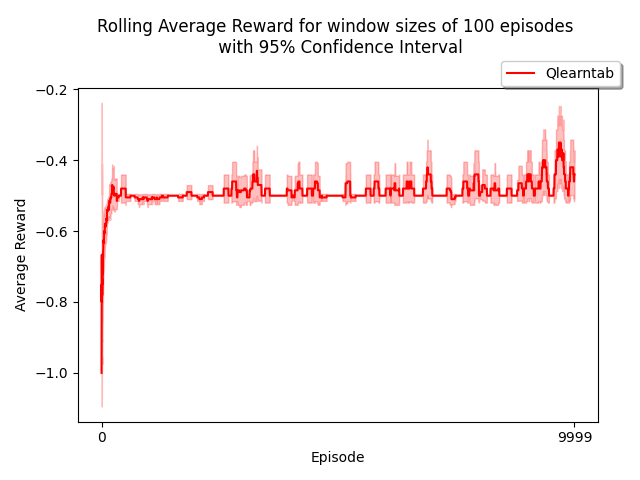 Rolling Average Reward for window sizes of 100 episodes
with 95% Confidence Interval
Qlearntab
−0.2
−0.4
−0.6
−0.8
−1.0
Average Reward
0
9999
Episode